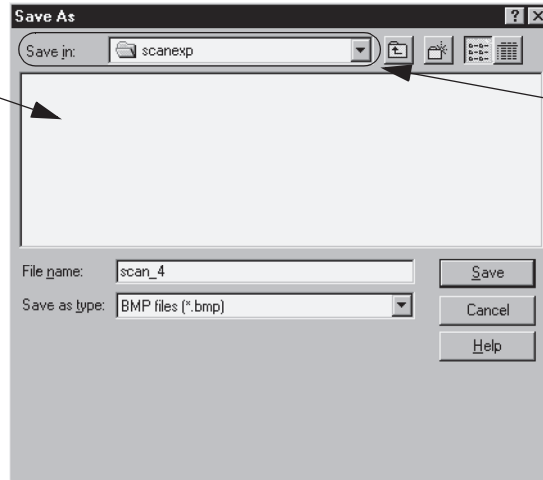 Save As
Save in: scanexp
File name: scan_4
Save
Save as type: BMP files (*.bmp)
Cancel
Help